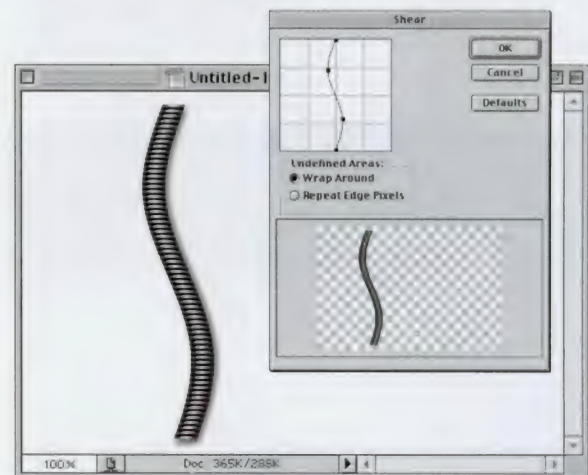 Shear
OK
Cancel
Defaults
Undefined Areas:
Wrap Around
Repeat Edge Pixels
Untitled-1
100%
Doc 365K/288K